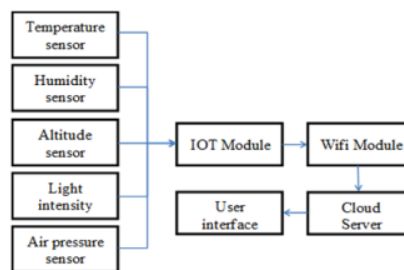 Temperature
sensor
Humidity
sensor
Altitude
sensor
Light
intensity
Air pressure
sensor
IOT Module
Wifi Module
User
interface
Cloud
Server